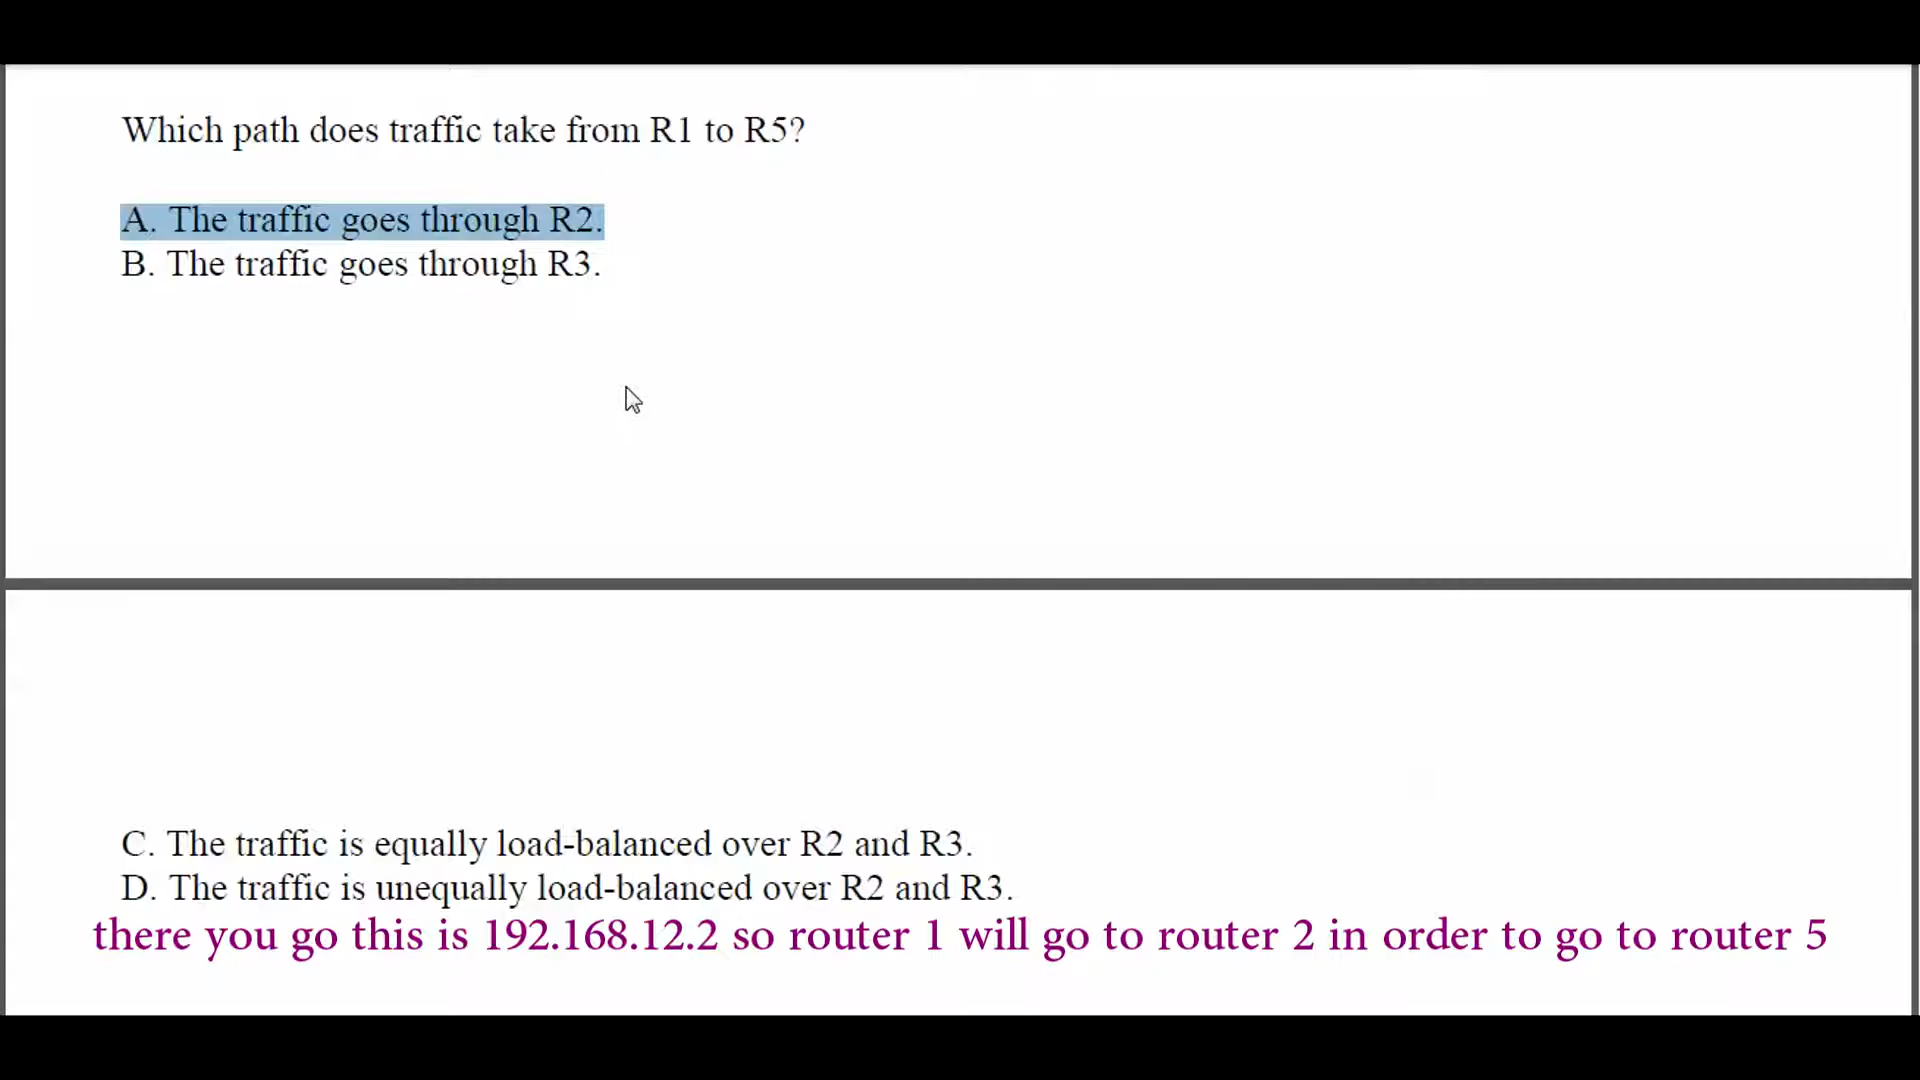 Which path does traffic take from R1 to R5?
A. The traffic goes through R2.
B. The traffic goes through R3.
C. The traffic is equally load-balanced over R2 and R3.
D. The traffic is unequally load-balanced over R2 and R3.
there you go this is 192.168.12.2 so router 1 will go to router 2 in order to go to router 5